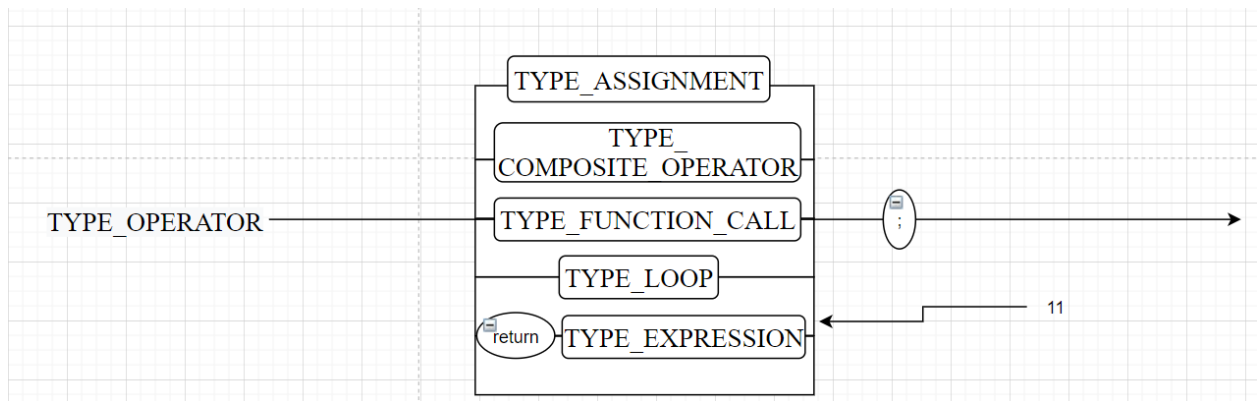 TYPE_ASSIGNMENT
TYPE_
COMPOSITE_OPERATOR
TYPE_OPERATOR
TYPE_FUNCTION_CALL
;
TYPE_LOOP
11
return
TYPE_EXPRESSION